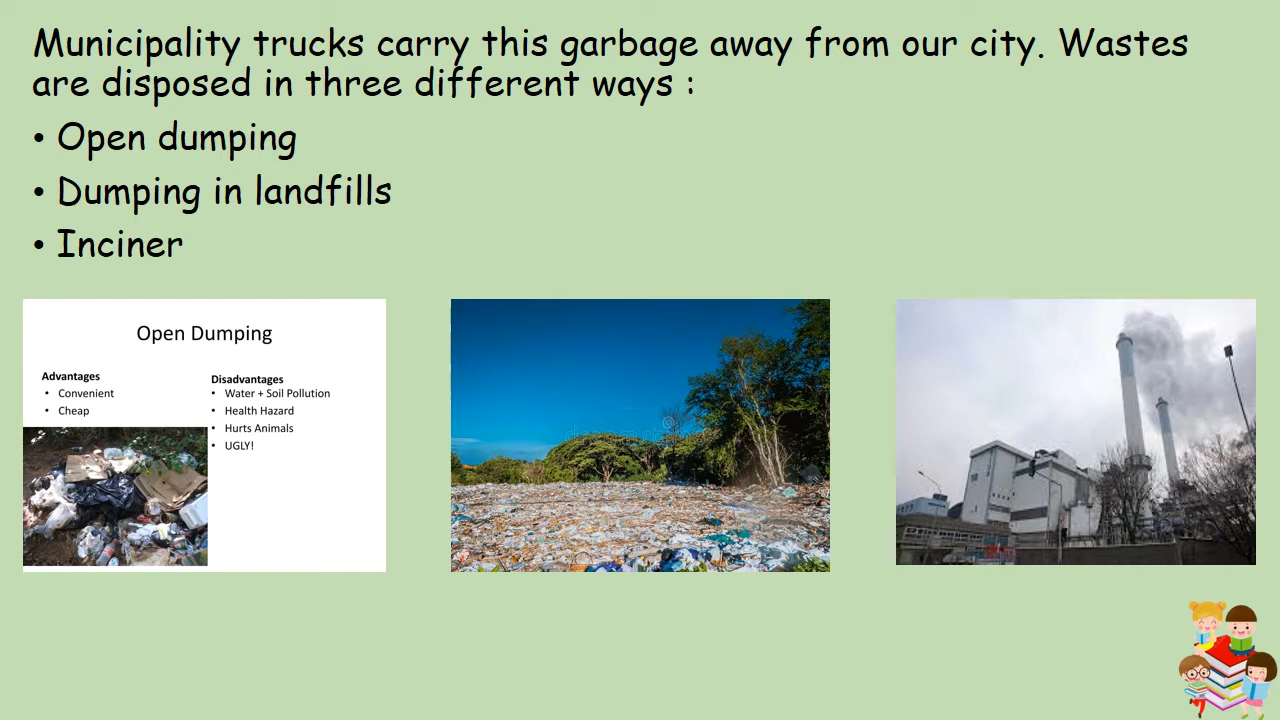 Municipality trucks carry this garbage away from our city. Wastes
are disposed in three different ways :
• Open dumping
• Dumping in landfills
• Inciner
Open Dumping
Advantages
• Convenient
• Cheap
Disadvantages
• Water + Soil Pollution
• Health Hazard
• Hurts Animals
• UGLY!